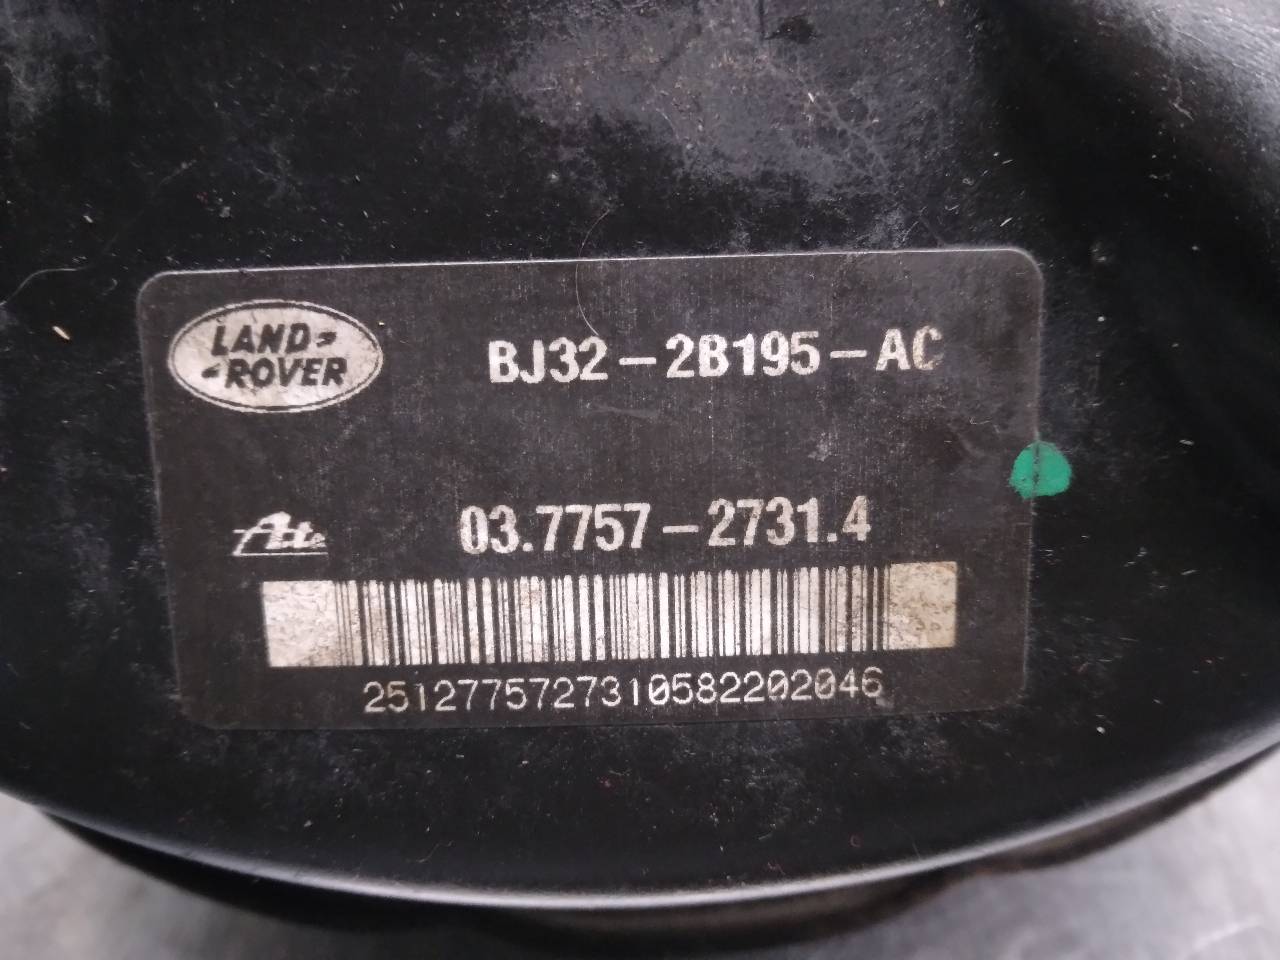 LAND-
-ROVER
BJ32-2B195-AC
Ate
03.7757-2731.4
2512775727310582202046